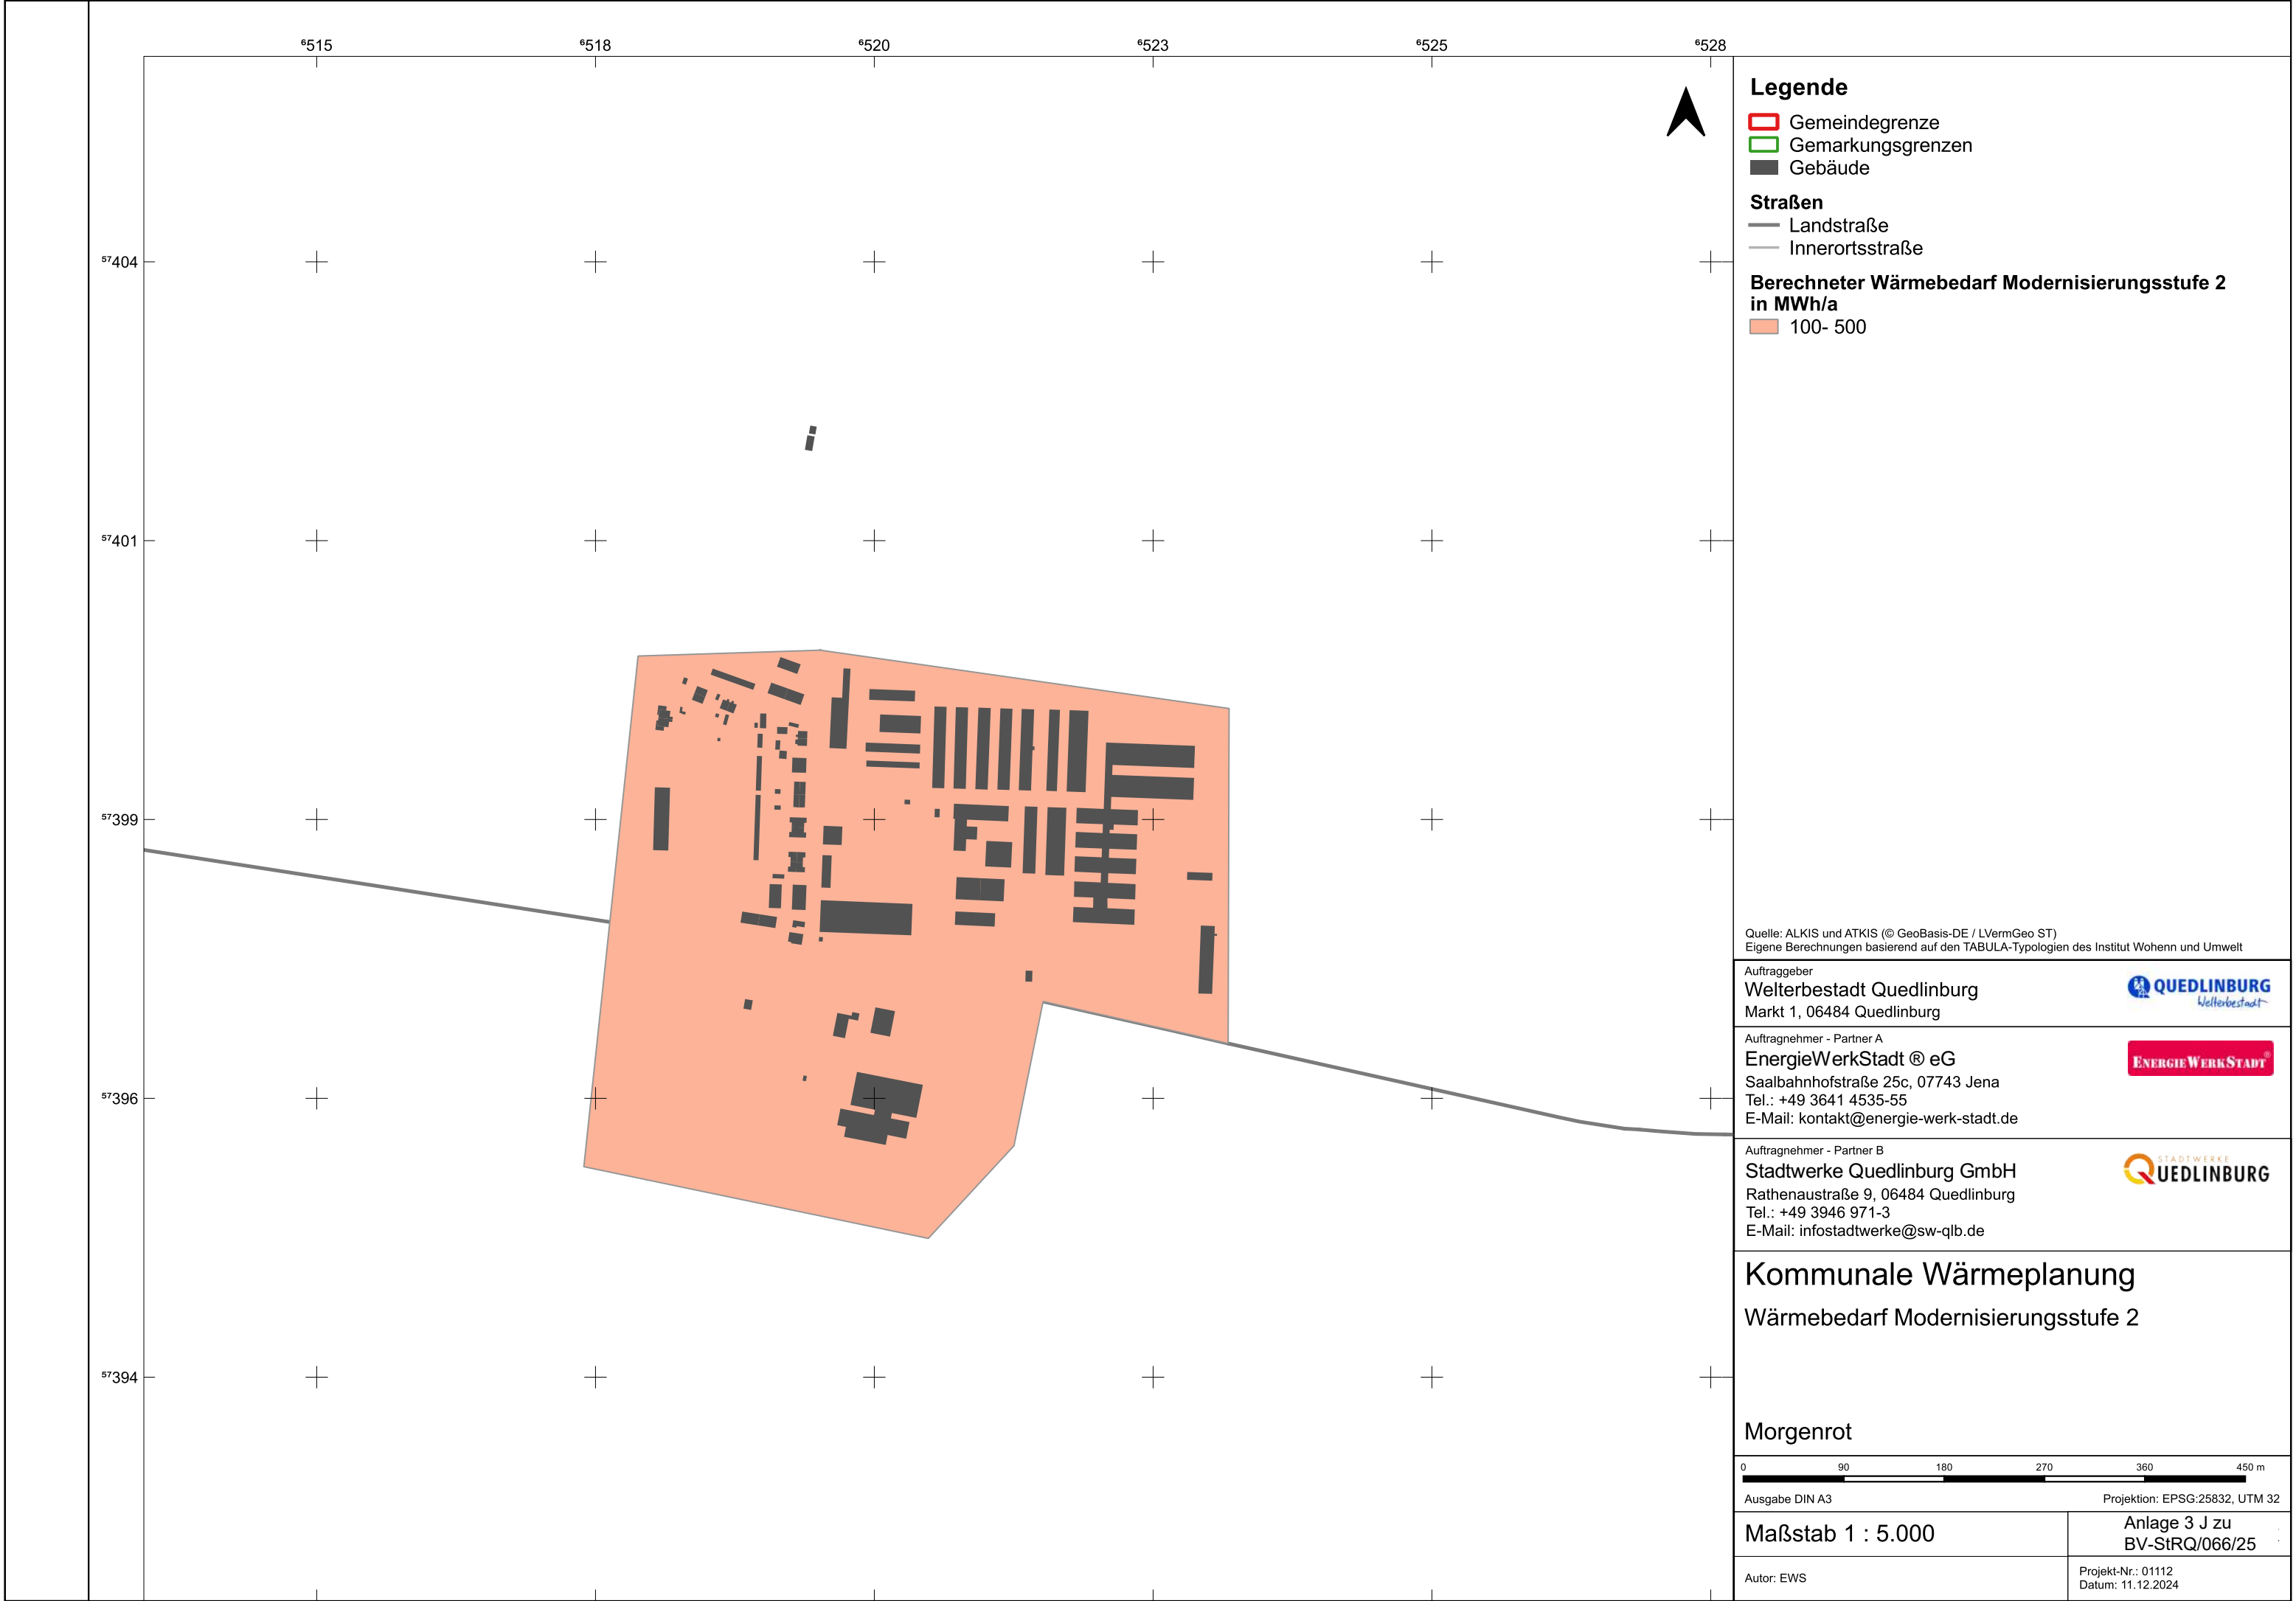 ⁶515
⁶518
⁶520
⁶523
⁶525
⁶528
⁵⁷404
⁵⁷401
⁵⁷399
⁵⁷396
⁵⁷394
Legende
Gemeindegrenze
Gemarkungsgrenzen
Gebäude
Straßen
Landstraße
Innerortsstraße
Berechneter Wärmebedarf Modernisierungsstufe 2
in MWh/a
100- 500
Quelle: ALKIS und ATKIS (© GeoBasis-DE / LVermGeo ST)
Eigene Berechnungen basierend auf den TABULA-Typologien des Institut Wohenn und Umwelt
Auftraggeber
Welterbestadt Quedlinburg
Markt 1, 06484 Quedlinburg
QUEDLINBURG
Welterbestadt
Auftragnehmer - Partner A
EnergieWerkStadt ® eG
Saalbahnhofstraße 25c, 07743 Jena
Tel.: +49 3641 4535-55
E-Mail: kontakt@energie-werk-stadt.de
ENERGIEWERKSTADT®
Auftragnehmer - Partner B
Stadtwerke Quedlinburg GmbH
Rathenaustraße 9, 06484 Quedlinburg
Tel.: +49 3946 971-3
E-Mail: infostadtwerke@sw-qlb.de
STADTWERKE
QUEDLINBURG
Kommunale Wärmeplanung
Wärmebedarf Modernisierungsstufe 2
Morgenrot
0 90 180 270 360 450 m
Ausgabe DIN A3
Projektion: EPSG:25832, UTM 32
Maßstab 1 : 5.000
Anlage 3 J zu
BV-StRQ/066/25
Autor: EWS
Projekt-Nr.: 01112
Datum: 11.12.2024